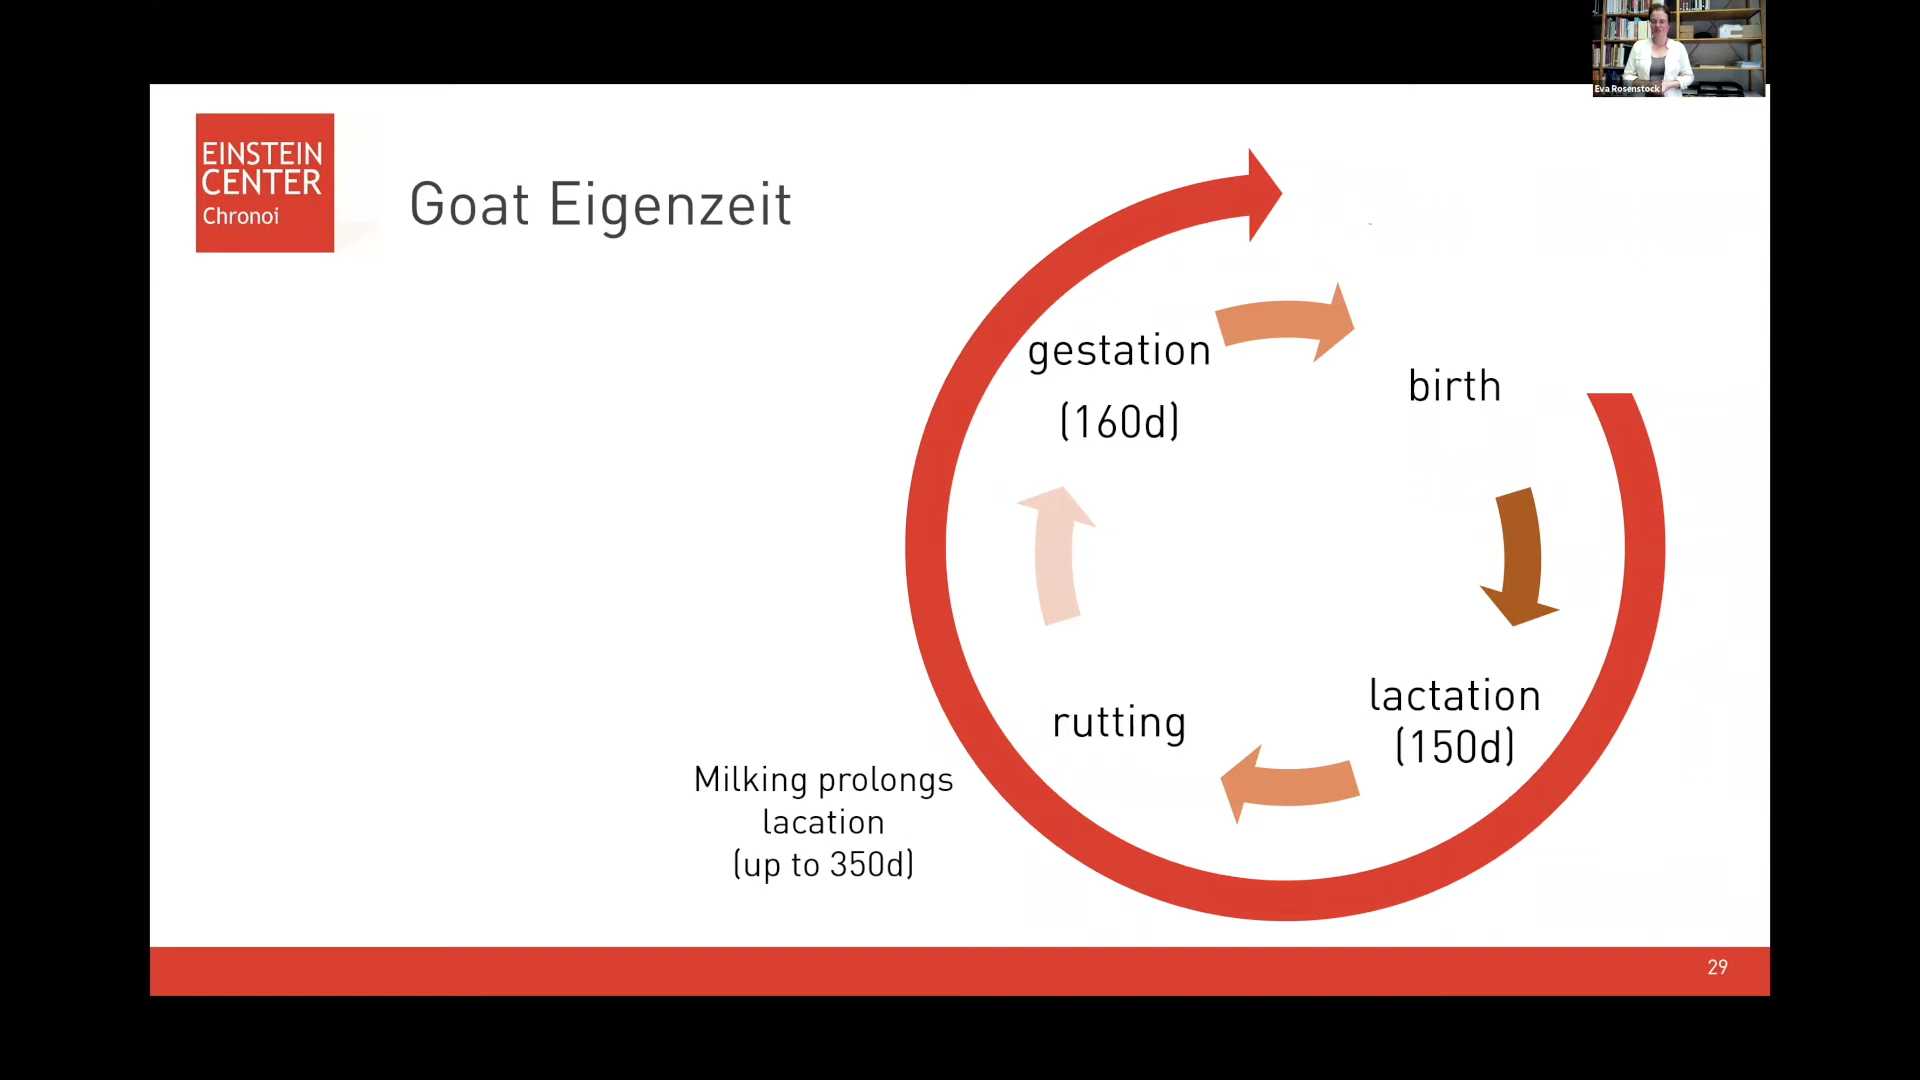 Eva Rosenstock
EINSTEIN
CENTER
Chronoi
Goat Eigenzeit
gestation
(160d)
birth
lactation
(150d)
rutting
Milking prolongs
lacation
(up to 350d)
29